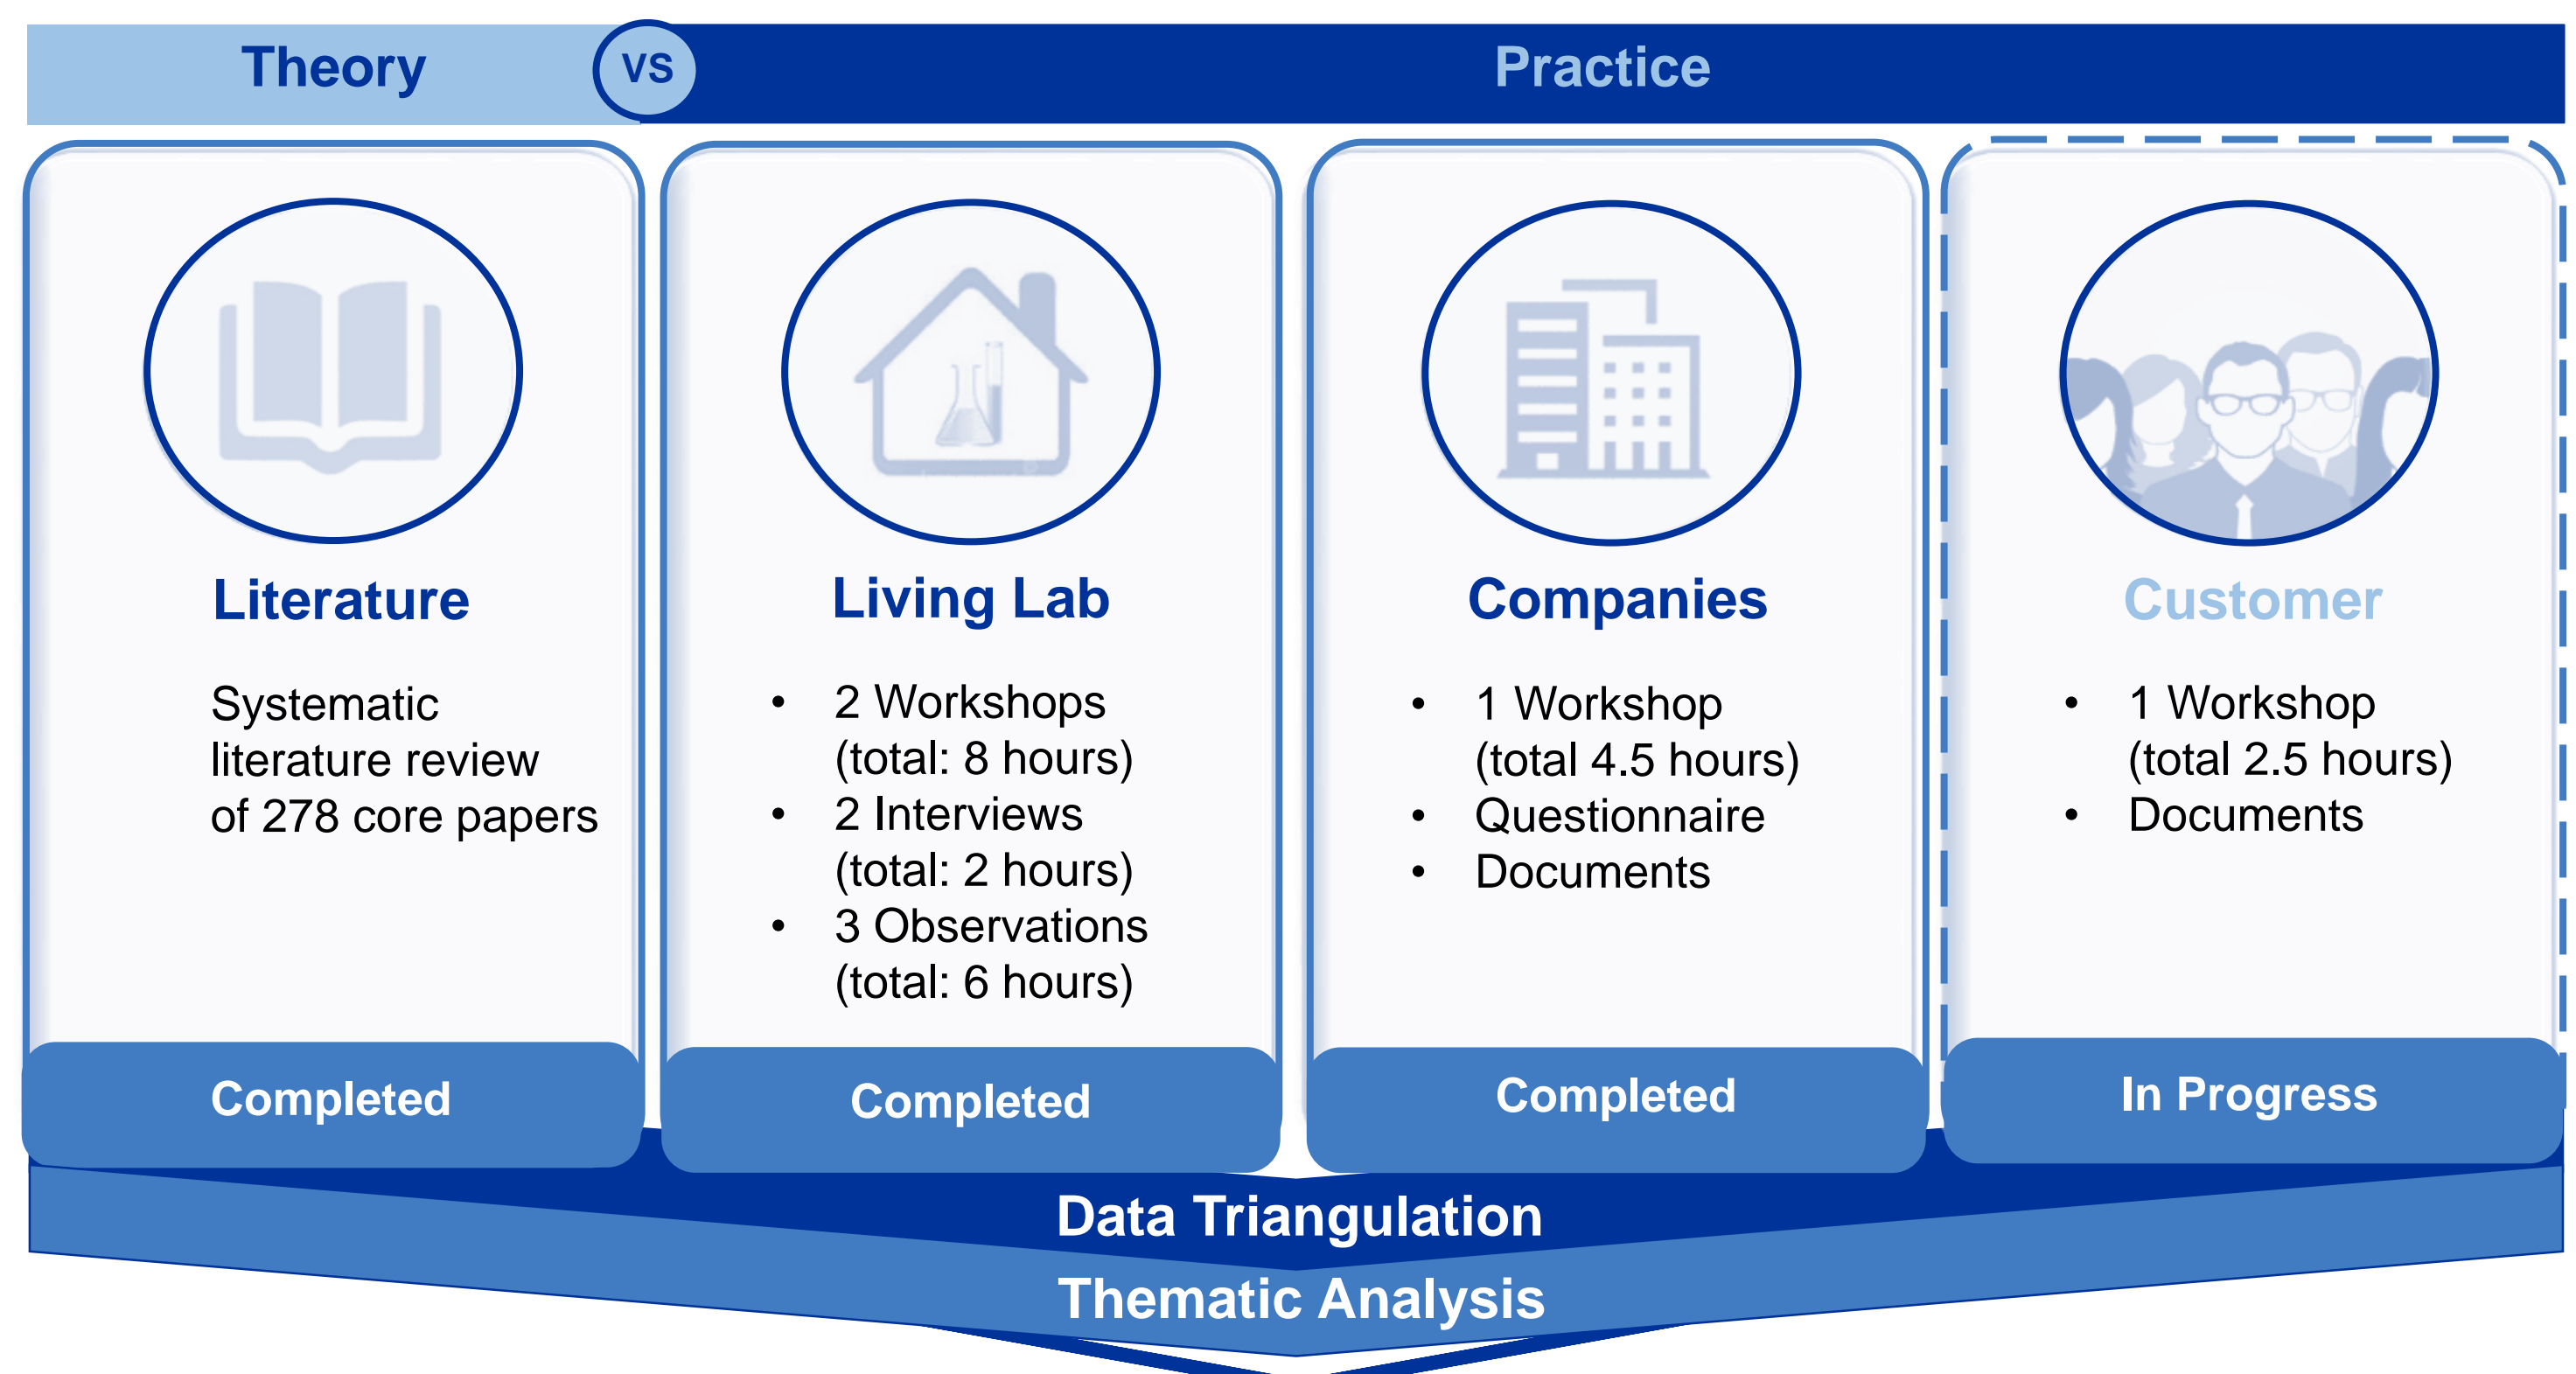 Theory
VS
Practice
Literature
Systematic
literature review
of 278 core papers
Completed
Living Lab
• 2 Workshops
(total: 8 hours)
• 2 Interviews
(total: 2 hours)
• 3 Observations
(total: 6 hours)
Completed
Companies
• 1 Workshop
(total 4.5 hours)
• Questionnaire
• Documents
Completed
Customer
• 1 Workshop
(total 2.5 hours)
• Documents
In Progress
Data Triangulation
Thematic Analysis